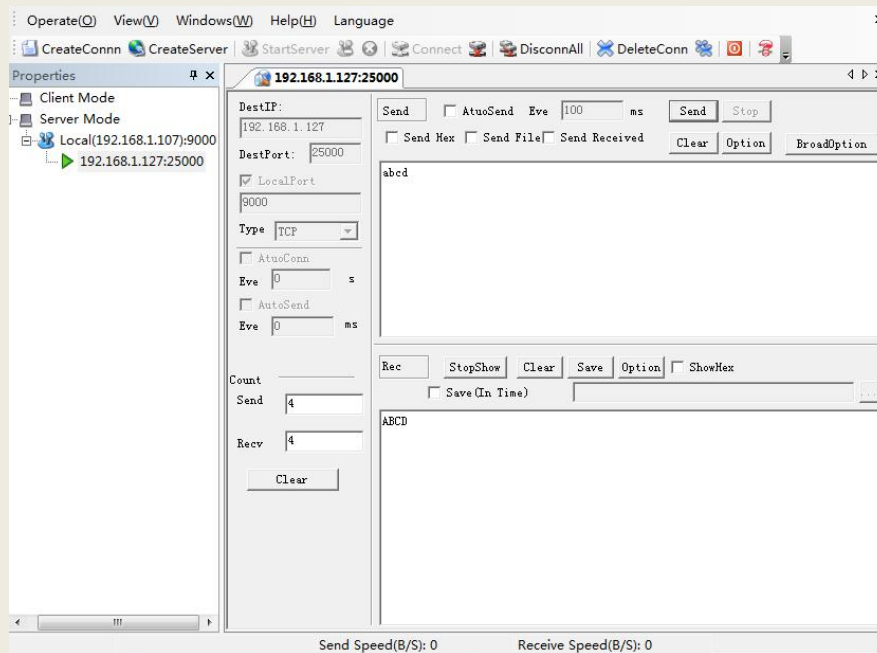 Operate(O) View(V) Windows(W) Help(H) Language
CreateConnn CreateServer StartServer Connect DisconnAll DeleteConn
Properties
Client Mode
Server Mode
Local(192.168.1.107):9000
192.168.1.127:25000
192.168.1.127:25000
DestIP:
192.168.1.127
DestPort: 25000
LocalPort
9000
Type TCP
AtuoConn
Eve 0 s
AutoSend
Eve 0 ms
Count
Send 4
Recv 4
Clear
Send AtuoSend Eve 100 ms Send Stop
Send Hex Send File Send Received Clear Option BroadOption
abcd
Rec StopShow Clear Save Option ShowHex
Save(In Time) ...
ABCD
Send Speed(B/S): 0 Receive Speed(B/S): 0